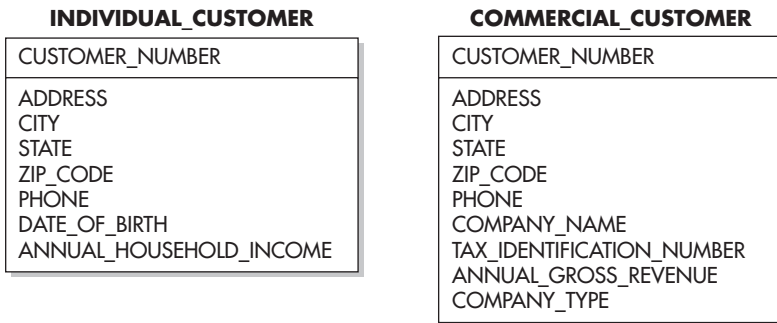 INDIVIDUAL_CUSTOMER
CUSTOMER_NUMBER
ADDRESS
CITY
STATE
ZIP_CODE
PHONE
DATE_OF_BIRTH
ANNUAL_HOUSEHOLD_INCOME
COMMERCIAL_CUSTOMER
CUSTOMER_NUMBER
ADDRESS
CITY
STATE
ZIP_CODE
PHONE
COMPANY_NAME
TAX_IDENTIFICATION_NUMBER
ANNUAL_GROSS_REVENUE
COMPANY_TYPE